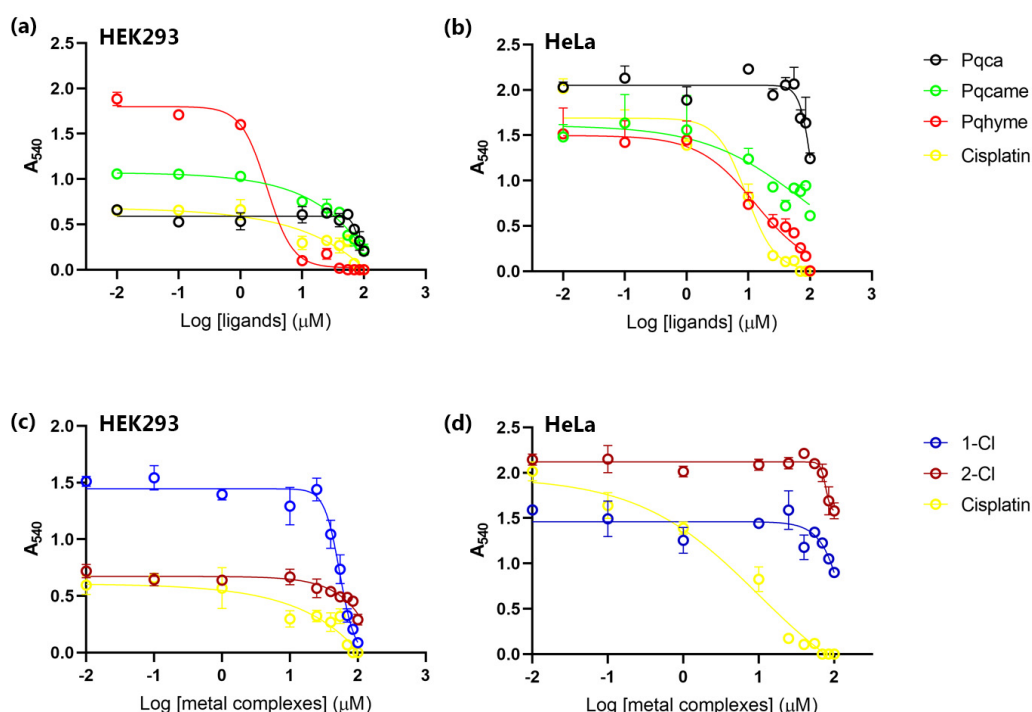 (a) HEK293
2.5
2.0
1.5
1.0
0.5
0.0
A540
-2 -1 0 1 2 3
Log [ligands] (μM)
(b) HeLa
2.5
2.0
1.5
1.0
0.5
0.0
A540
-2 -1 0 1 2 3
Log [ligands] (μM)
Pqca
Pqcame
Pqhyme
Cisplatin
(c) HEK293
2.0
1.5
1.0
0.5
0.0
A540
-2 -1 0 1 2 3
Log [metal complexes] (μM)
(d) HeLa
2.5
2.0
1.5
1.0
0.5
0.0
A540
-2 -1 0 1 2
Log [metal complexes] (μM)
1-Cl
2-Cl
Cisplatin